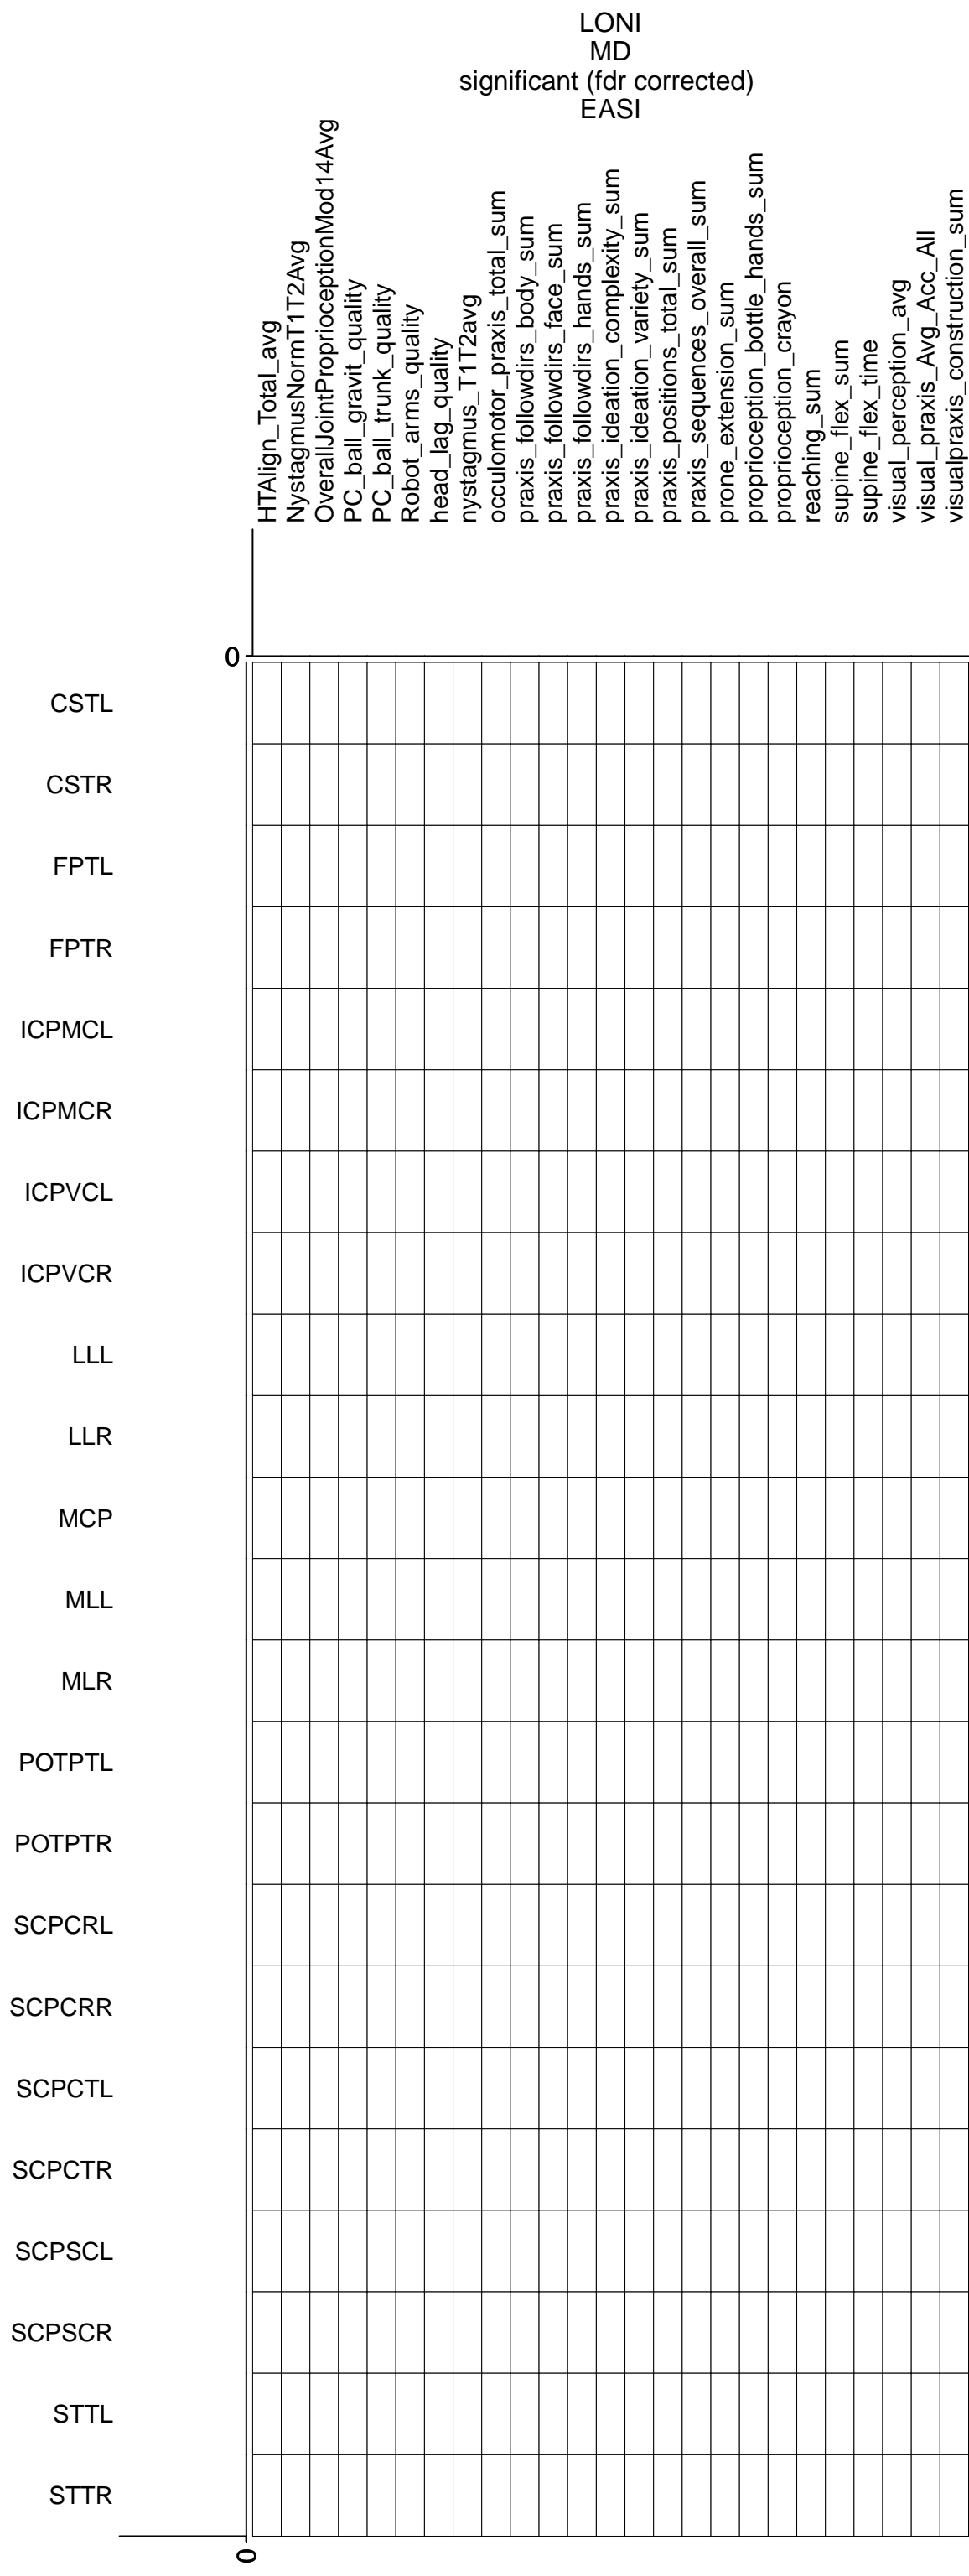 LONI
MD
significant (fdr corrected)
EASI
HTAlign_Total_avg
NystagmusNormT1T2Avg
OverallJointProprioceptionMod14Avg
PC_ball_gravit_quality
PC_ball_trunk_quality
Robot_arms_quality
head_lag_quality
nystagmus_T1T2avg
occulomotor_praxis_total_sum
praxis_followdirs_body_sum
praxis_followdirs_face_sum
praxis_followdirs_hands_sum
praxis_ideation_complexity_sum
praxis_ideation_variety_sum
praxis_positions_total_sum
praxis_sequences_overall_sum
prone_extension_sum
proprioception_bottle_hands_sum
proprioception_crayon
reaching_sum
supine_flex_sum
supine_flex_time
visual_perception_avg
visual_praxis_Avg_Acc_All
visualpraxis_construction_sum
0
CSTL
CSTR
FPTL
FPTR
ICPMCL
ICPMCR
ICPVCL
ICPVCR
LLL
LLR
MCP
MLL
MLR
POTPTL
POTPTR
SCPCRL
SCPCRR
SCPCTL
SCPCTR
SCPSCL
SCPSCR
STTL
STTR
0